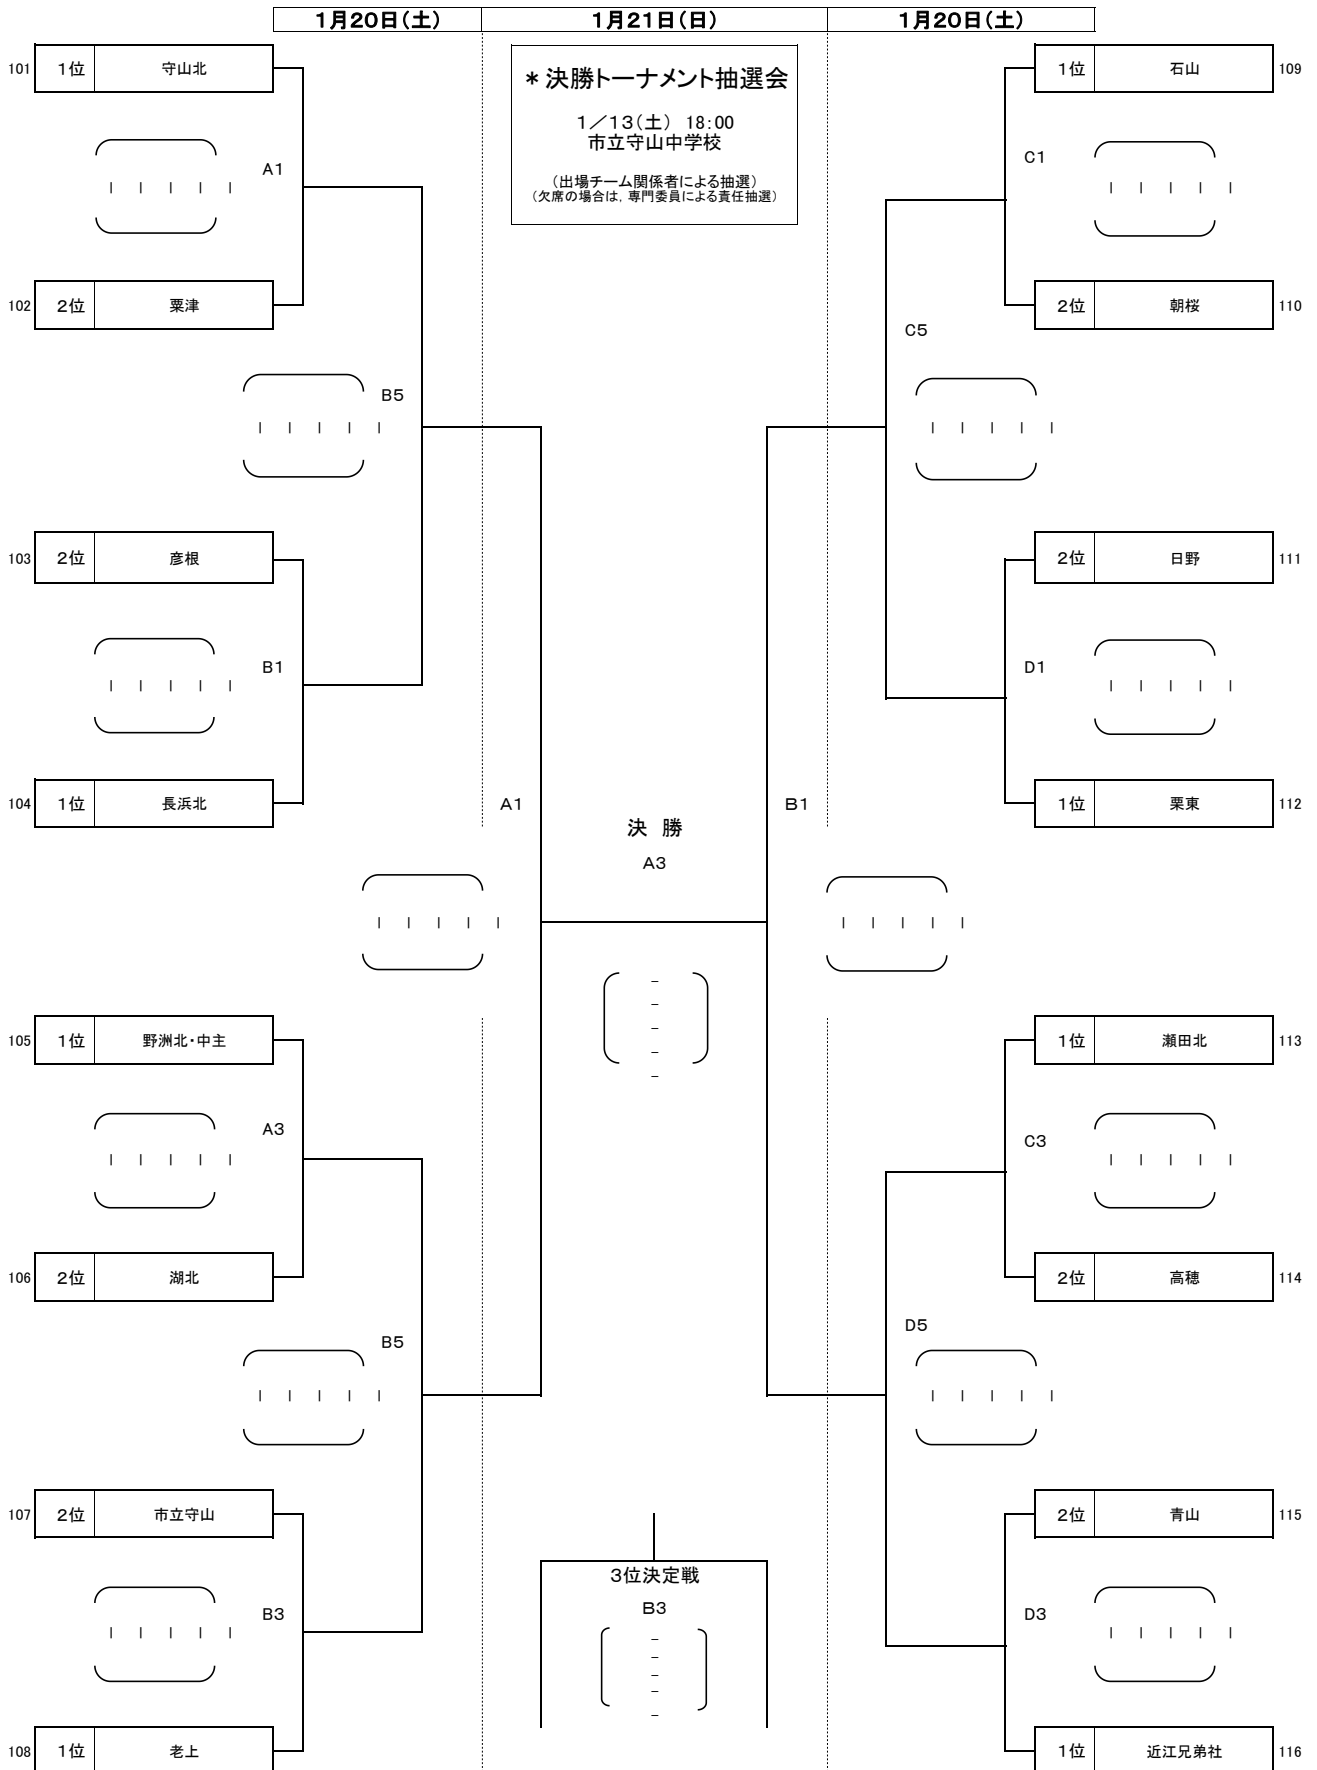 1月20日(土) 1月21日(日) 1月20日(土)
101 1位 守山北
1位 石山 109
*決勝トーナメント抽選会
1／13(土) 18:00
市立守山中学校
(出場チーム関係者による抽選)
(欠席の場合は, 専門委員による責任抽選)
A1
C1
102 2位 粟津
2位 朝桜 110
C5
B5
103 2位 彦根
2位 日野 111
B1
D1
104 1位 長浜北
A1
B1
1位 栗東 112
決 勝
A3
105 1位 野洲北・中主
1位 瀬田北 113
A3
C3
106 2位 湖北
2位 高穂 114
B5
D5
107 2位 市立守山
2位 青山 115
3位決定戦
B3
B3
D3
108 1位 老上
1位 近江兄弟社 116